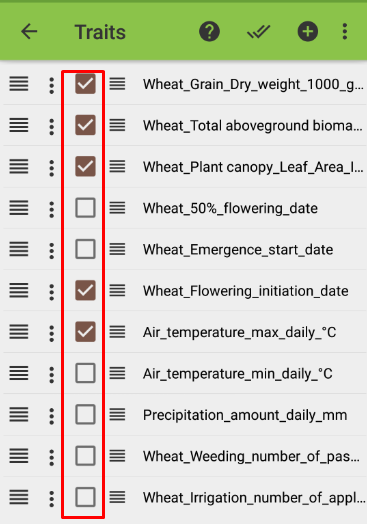 Traits
Wheat_Grain_Dry_weight_1000_g...
Wheat_Total aboveground bioma...
Wheat_Plant canopy_Leaf_Area_I...
Wheat_50%_flowering_date
Wheat_Emergence_start_date
Wheat_Flowering_initiation_date
Air_temperature_max_daily_°C
Air_temperature_min_daily_°C
Precipitation_amount_daily_mm
Wheat_Weeding_number_of_pas...
Wheat_Irrigation_number_of_appl...